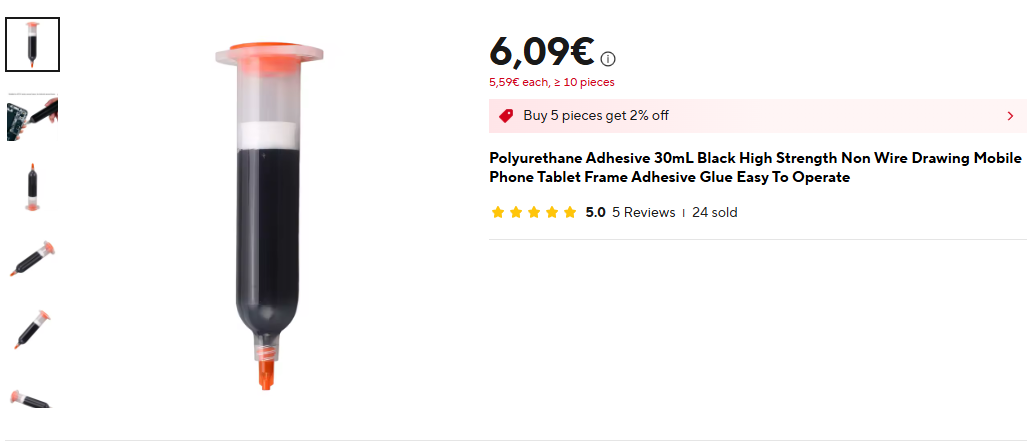 6,09€
5,59€ each, ≥ 10 pieces
Buy 5 pieces get 2% off
Polyurethane Adhesive 30mL Black High Strength Non Wire Drawing Mobile
Phone Tablet Frame Adhesive Glue Easy To Operate
5.0 5 Reviews | 24 sold